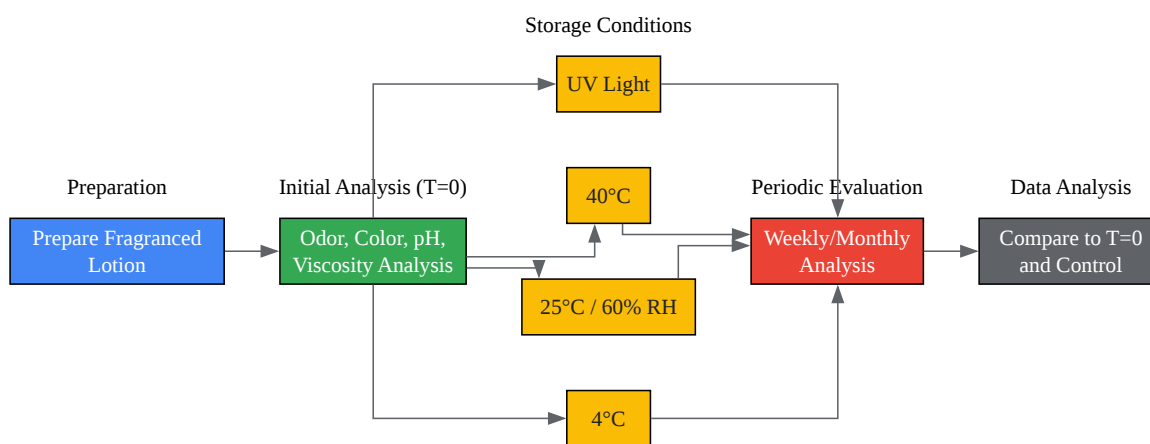 Storage Conditions
UV Light
Preparation
Initial Analysis (T=0)
40°C
Periodic Evaluation
Data Analysis
Prepare Fragranced
Lotion
Odor, Color, pH,
Viscosity Analysis
Weekly/Monthly
Analysis
Compare to T=0
and Control
25°C / 60% RH
4°C